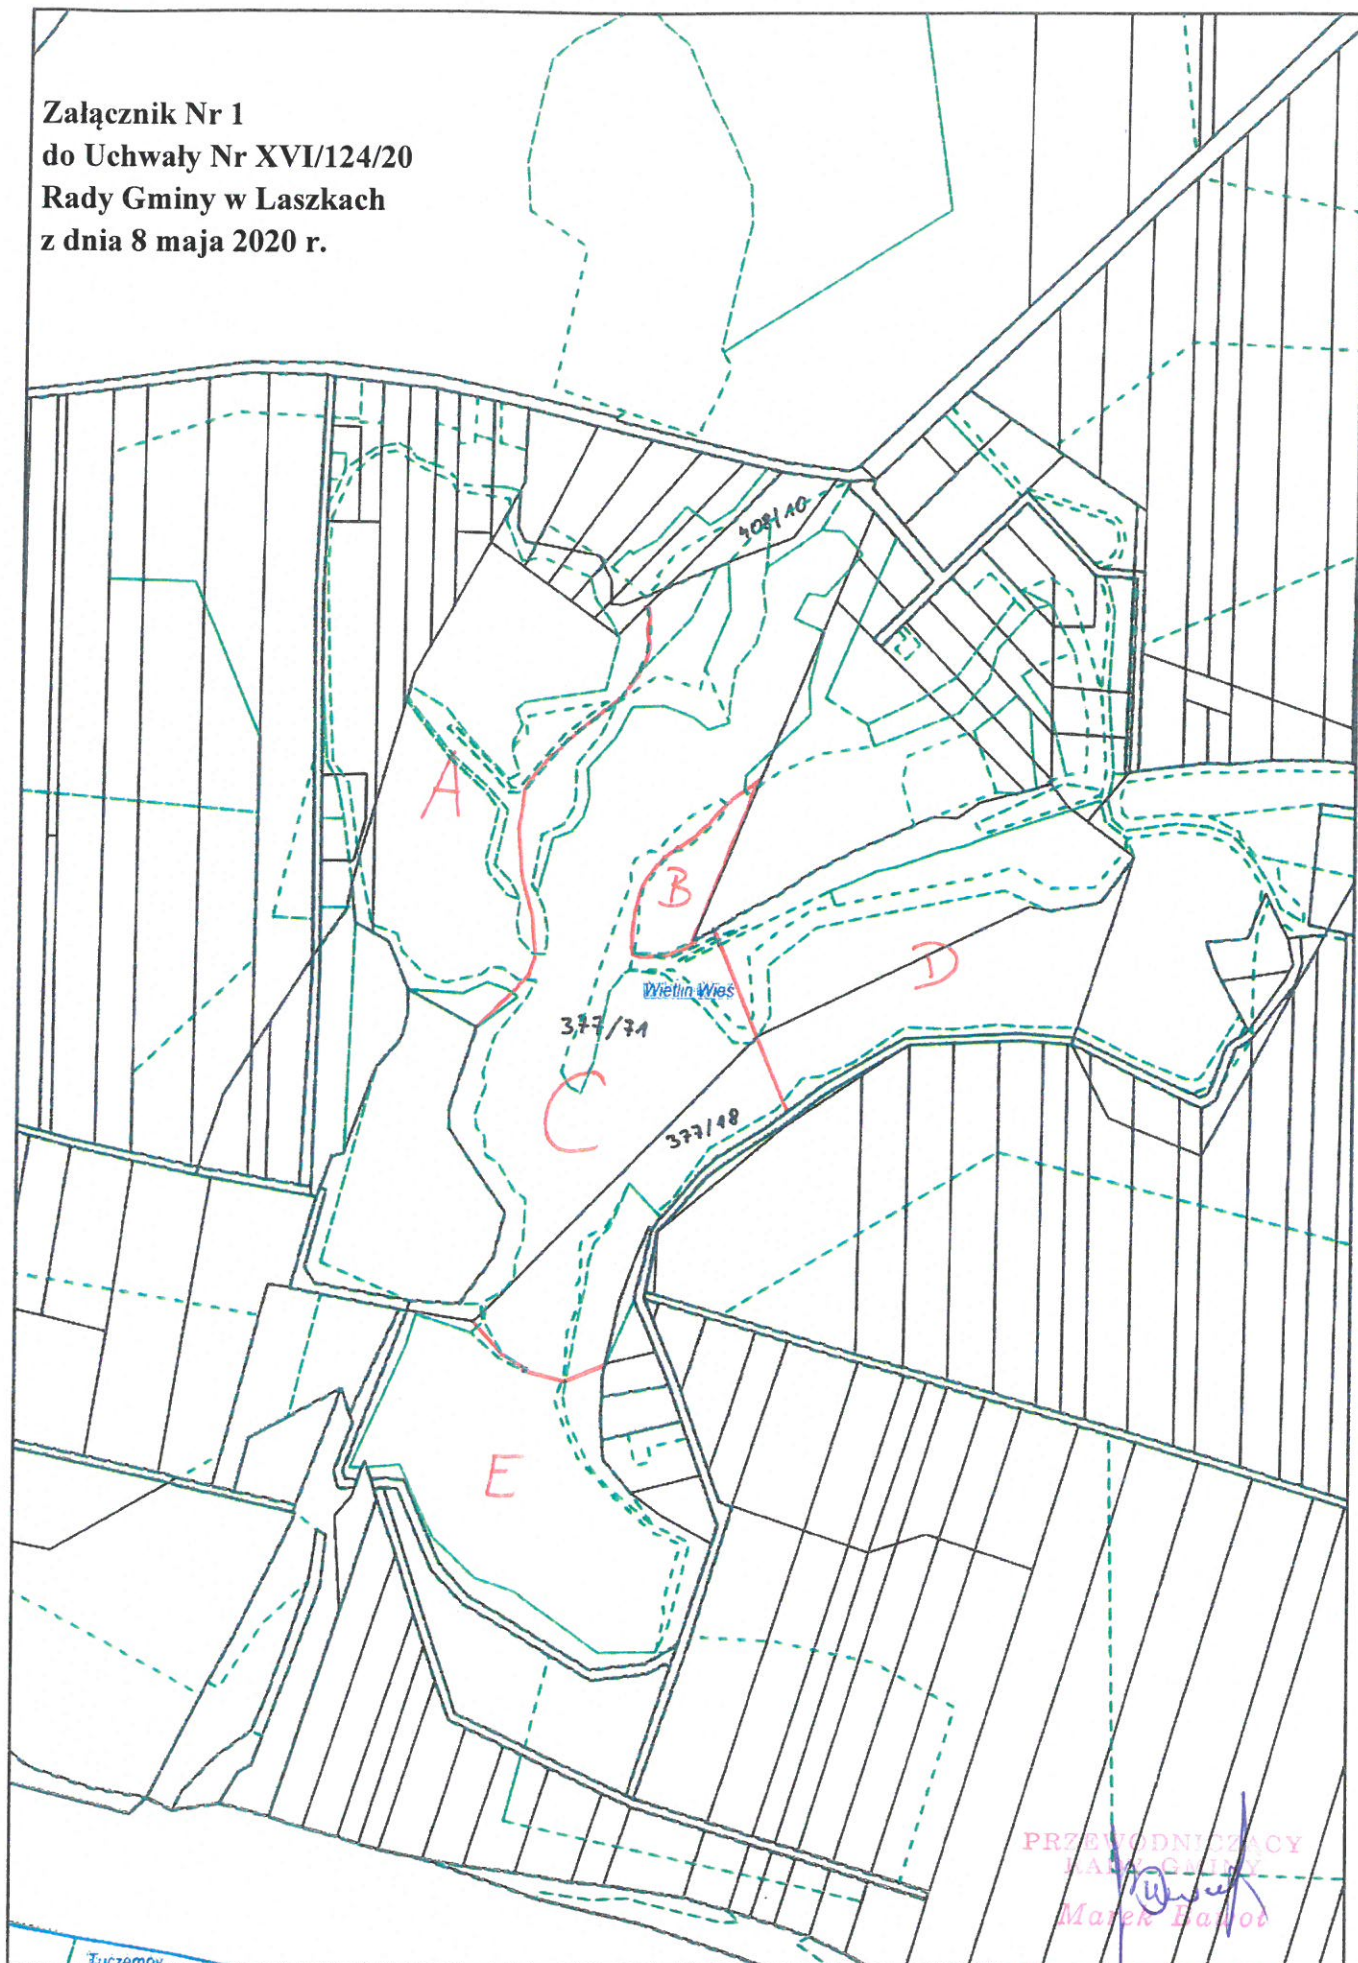 Załącznik Nr 1
do Uchwały Nr XVI/124/20
Rady Gminy w Laszkach
z dnia 8 maja 2020 r.
408/10
A
B
D
Wietlin Wieś
377/71
C
377/18
E
PRZEWODNICZĄCY
RADY GMINY
Marek
Tuczempy